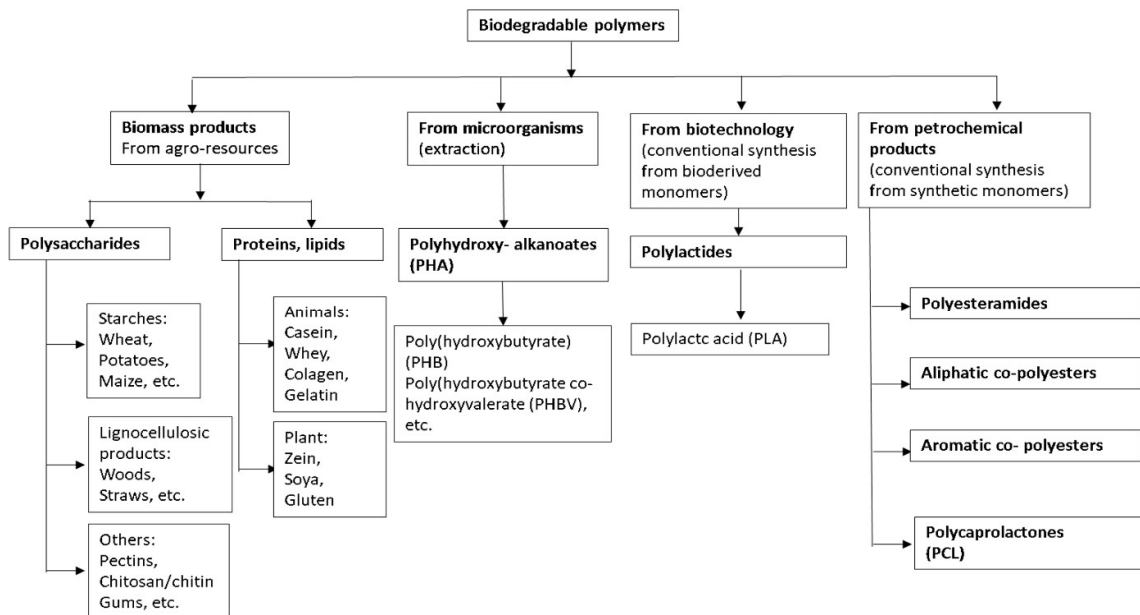 Biodegradable polymers
Biomass products
From agro-resources
From microorganisms
(extraction)
From biotechnology
(conventional synthesis
from bioderived
monomers)
From petrochemical
products
(conventional synthesis
from synthetic monomers)
Polysaccharides
Proteins, lipids
Polyhydroxy- alkanoates
(PHA)
Polylactides
Starches:
Wheat,
Potatoes,
Maize, etc.
Lignocellulosic
products:
Woods,
Straws, etc.
Others:
Pectins,
Chitosan/chitin
Gums, etc.
Animals:
Casein,
Whey,
Colagen,
Gelatin
Plant:
Zein,
Soya,
Gluten
Poly(hydroxybutyrate)
(PHB)
Poly(hydroxybutyrate co-
hydroxyvalerate (PHBV),
etc.
Polylactc acid (PLA)
Polyesteramides
Aliphatic co-polyesters
Aromatic co- polyesters
Polycaprolactones
(PCL)